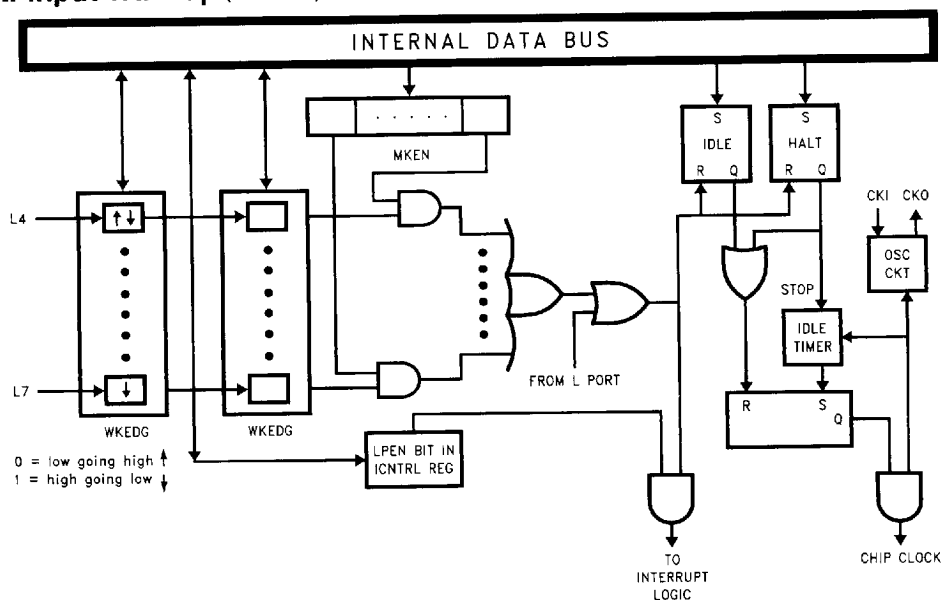 INTERNAL DATA BUS
. . . . .
MKEN
S
IDLE
R Q
S
HALT
R Q
L4
↑↓
CKI CKO
OSC
CKT
STOP
IDLE
TIMER
FROM L PORT
L7
↓
WKEDG
WKEDG
R S
Q
LPEN BIT IN
ICNTRL REG
0 = low going high ↑
1 = high going low ↓
TO
INTERRUPT
LOGIC
CHIP CLOCK